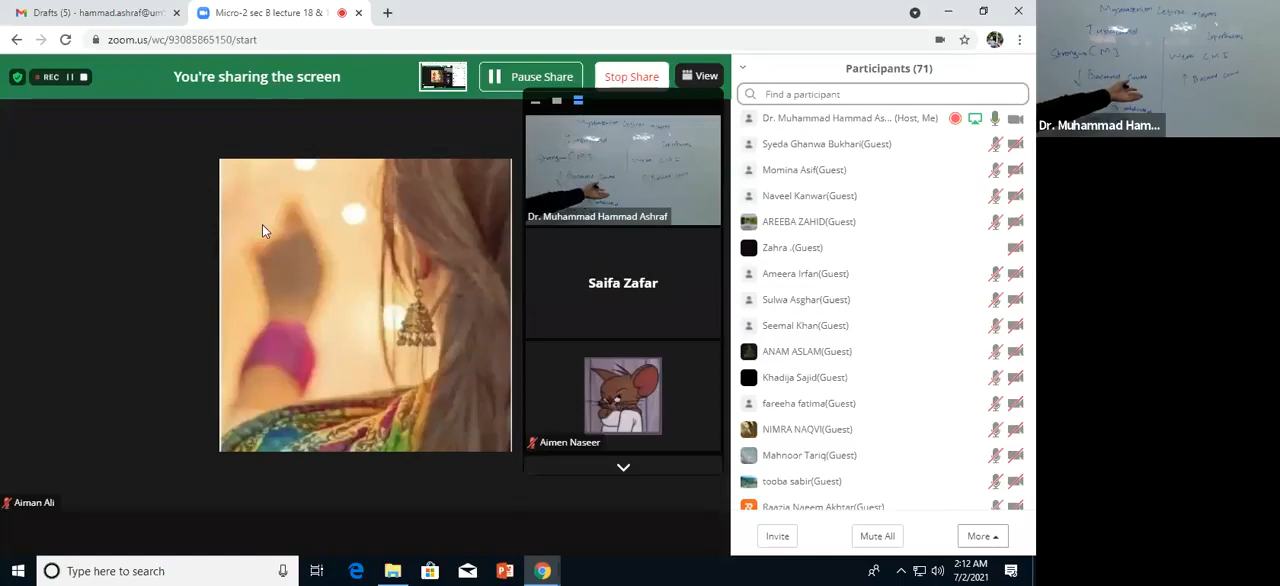 Drafts (5) - hammad.ashraf@um
Micro-2 sec B lecture 18 &
zoom.us/wc/93085865150/start
REC
You're sharing the screen
Pause Share
Stop Share
View
Participants (71)
Find a participant
Dr. Muhammad Hammad As... (Host, Me)
Syeda Ghanwa Bukhari(Guest)
Momina Asif(Guest)
Naveel Kanwar(Guest)
AREEBA ZAHID(Guest)
Zahra .(Guest)
Ameera Irfan(Guest)
Sulwa Asghar(Guest)
Seemal Khan(Guest)
ANAM ASLAM(Guest)
Khadija Sajid(Guest)
fareeha fatima(Guest)
NIMRA NAQVI(Guest)
Mahnoor Tariq(Guest)
tooba sabir(Guest)
Raazia Naeem Akhtar(Guest)
Invite
Mute All
More
Dr. Muhammad Hammad Ashraf
Saifa Zafar
Aimen Naseer
Aiman Ali
Dr. Muhammad Ham...
Type here to search
2:12 AM
7/2/2021